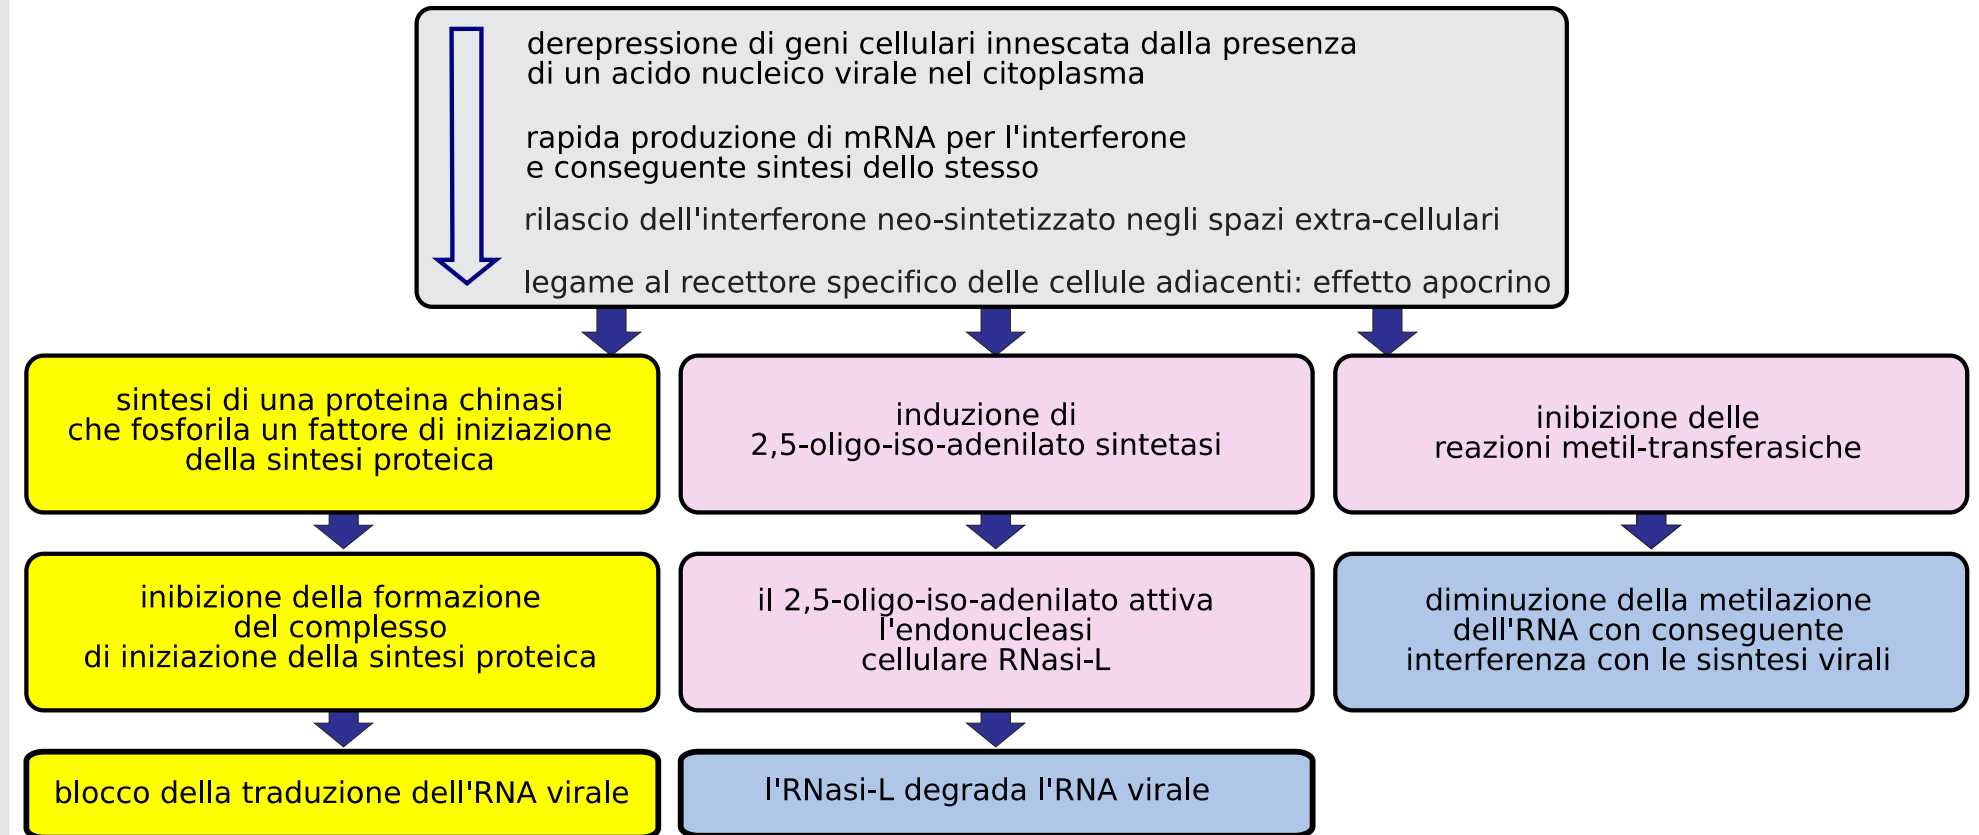 derepressione di geni cellulari innescata dalla presenza
di un acido nucleico virale nel citoplasma
rapida produzione di mRNA per l'interferone
e conseguente sintesi dello stesso
rilascio dell'interferone neo-sintetizzato negli spazi extra-cellulari
legame al recettore specifico delle cellule adiacenti: effetto apocrino
sintesi di una proteina chinasi
che fosforila un fattore di iniziazione
della sintesi proteica
induzione di
2,5-oligo-iso-adenilato sintetasi
inibizione delle
reazioni metil-transferasiche
inibizione della formazione
del complesso
di iniziazione della sintesi proteica
il 2,5-oligo-iso-adenilato attiva
l'endonucleasi
cellulare RNasi-L
diminuzione della metilazione
dell'RNA con conseguente
interferenza con le sisntesi virali
blocco della traduzione dell'RNA virale
l'RNasi-L degrada l'RNA virale